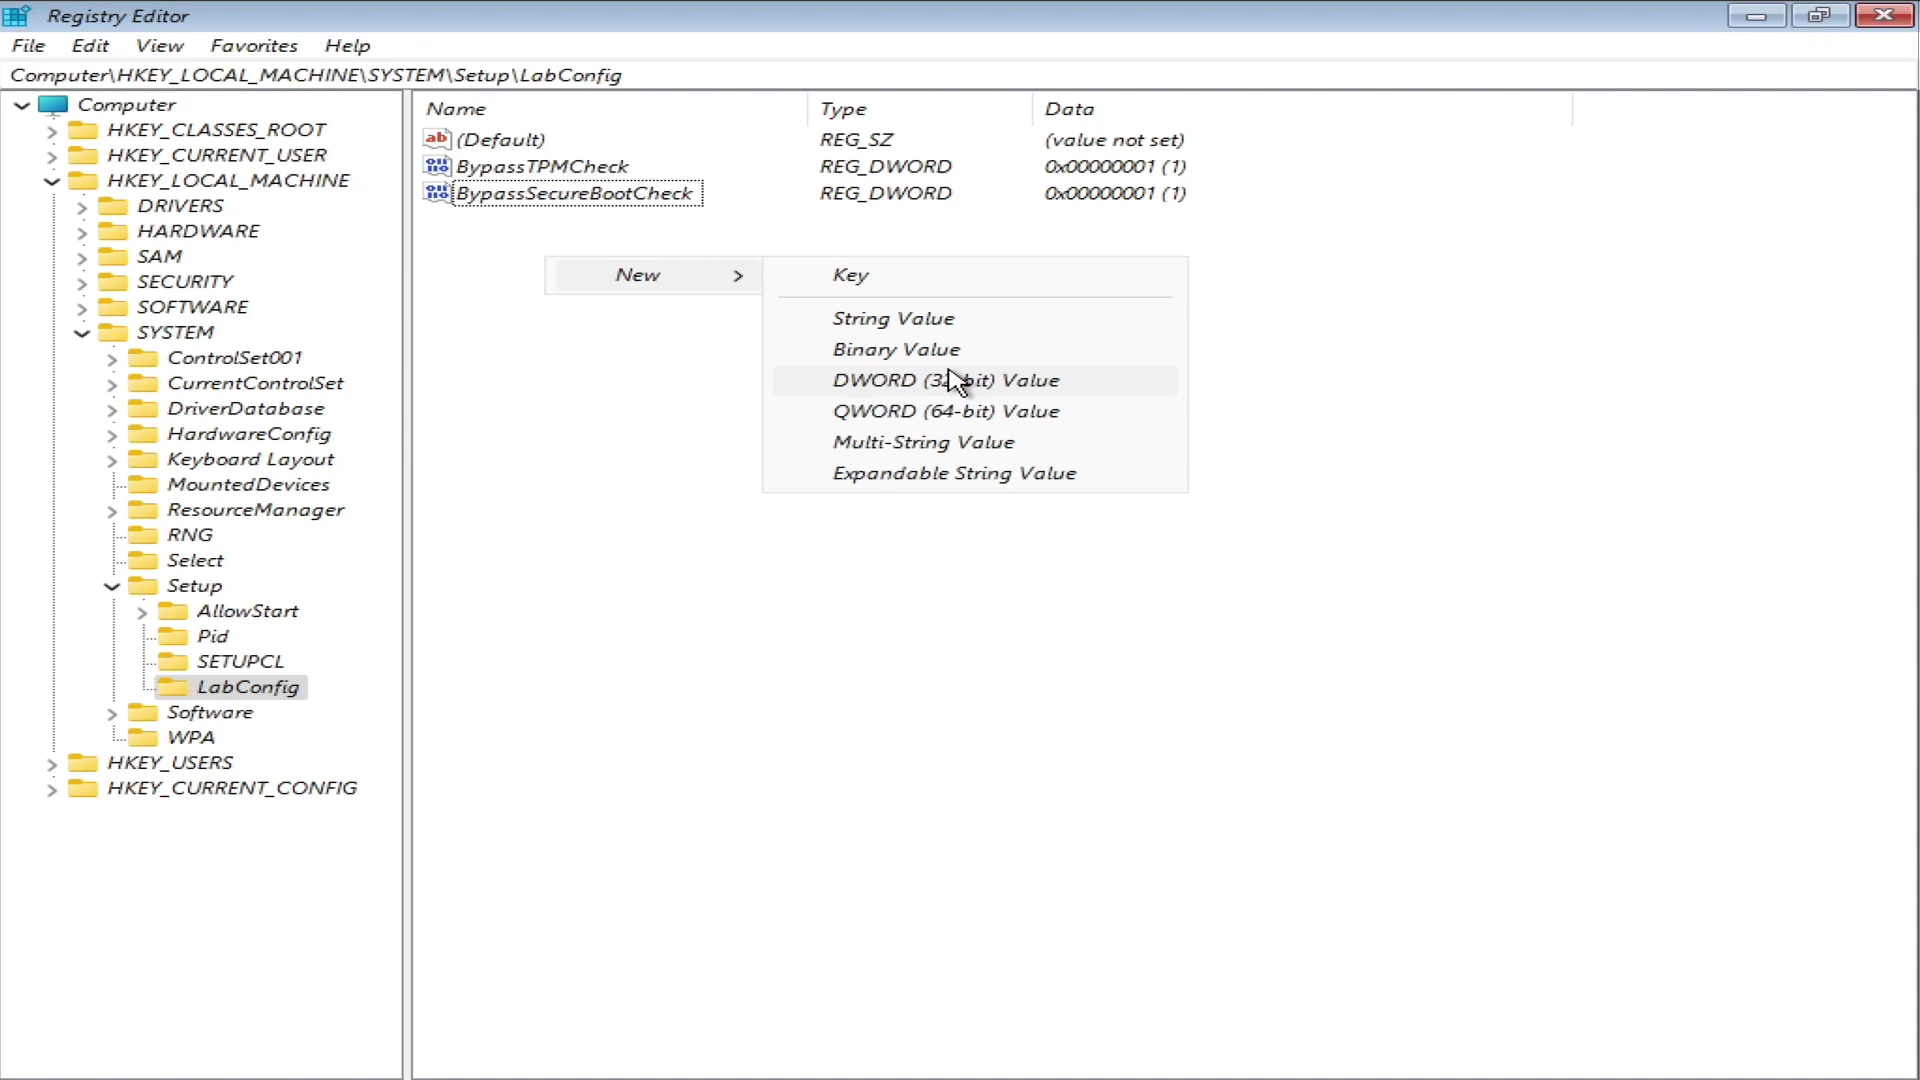 Registry Editor
File Edit View Favorites Help
Computer\HKEY_LOCAL_MACHINE\SYSTEM\Setup\LabConfig
Computer
HKEY_CLASSES_ROOT
HKEY_CURRENT_USER
HKEY_LOCAL_MACHINE
DRIVERS
HARDWARE
SAM
SECURITY
SOFTWARE
SYSTEM
ControlSet001
CurrentControlSet
DriverDatabase
HardwareConfig
Keyboard Layout
MountedDevices
ResourceManager
RNG
Select
Setup
AllowStart
Pid
SETUPCL
LabConfig
Software
WPA
HKEY_USERS
HKEY_CURRENT_CONFIG
Name Type Data
(Default) REG_SZ (value not set)
BypassTPMCheck REG_DWORD 0x00000001 (1)
BypassSecureBootCheck REG_DWORD 0x00000001 (1)
New
Key
String Value
Binary Value
DWORD (32-bit) Value
QWORD (64-bit) Value
Multi-String Value
Expandable String Value